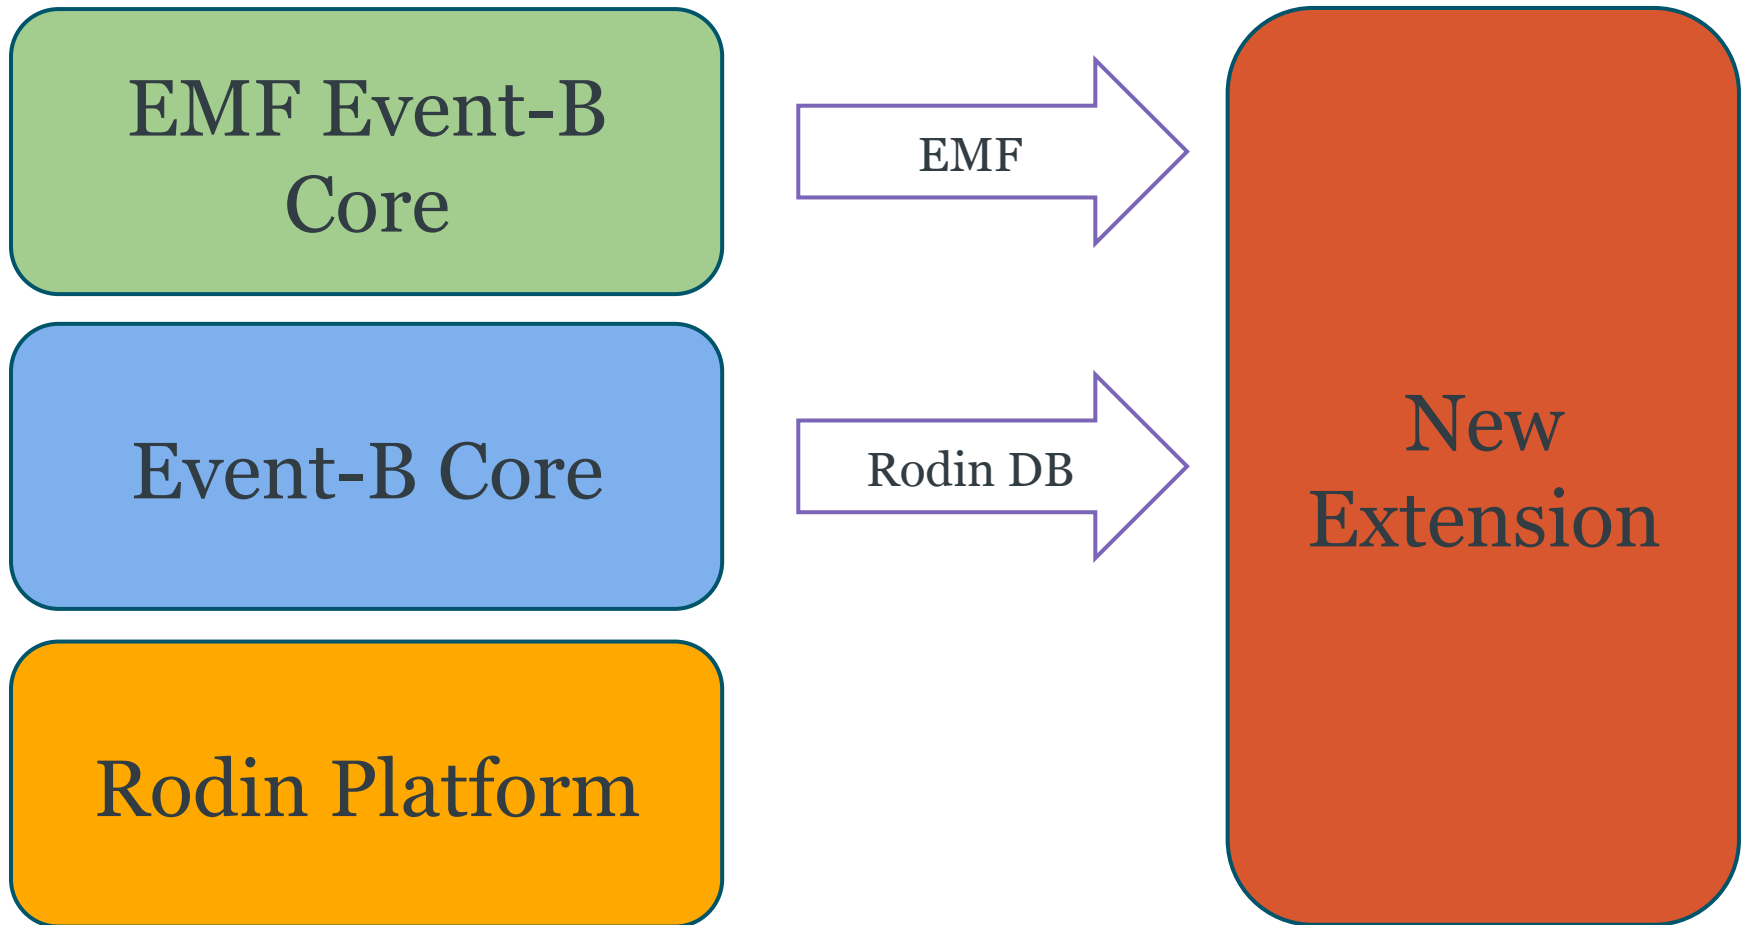 EMF Event-B
Core
EMF
Event-B Core
Rodin DB
New
Extension
Rodin Platform